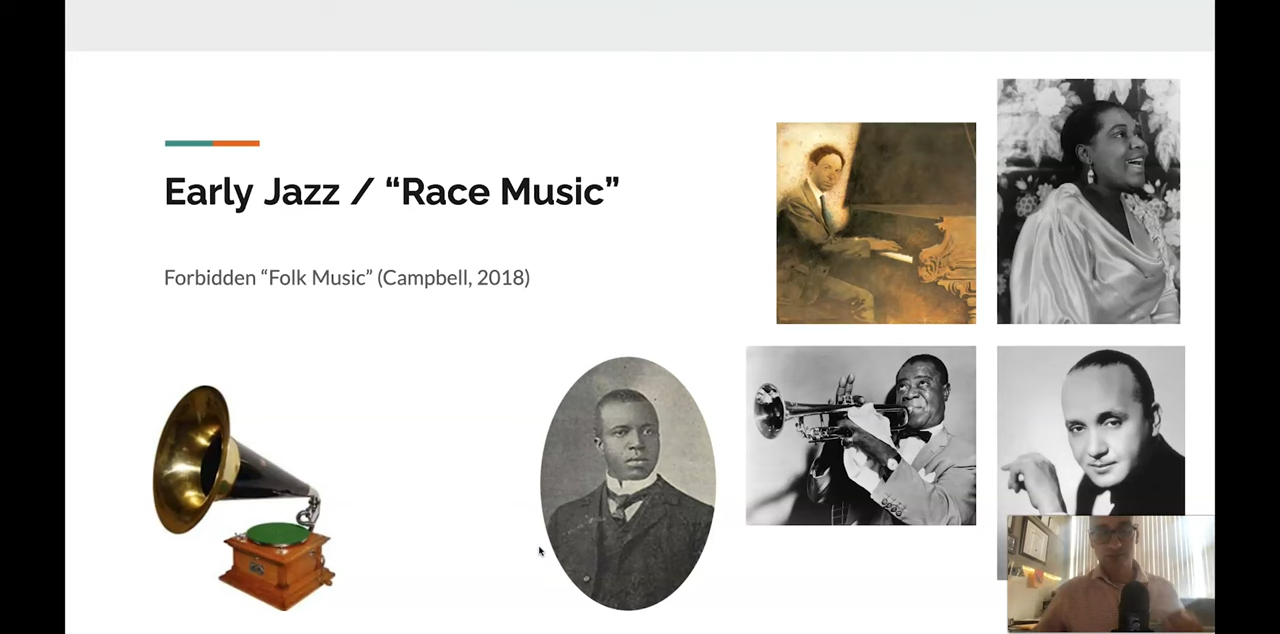 Early Jazz / “Race Music”
Forbidden “Folk Music” (Campbell, 2018)